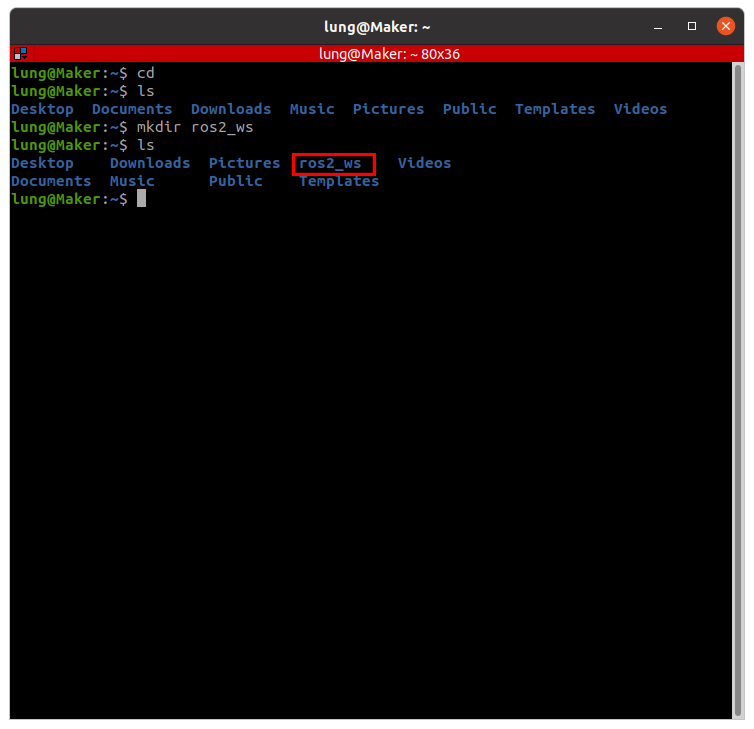 lung@Maker: ~
lung@Maker: ~ 80x36
lung@Maker:~$ cd
lung@Maker:~$ ls
Desktop  Documents  Downloads  Music  Pictures  Public  Templates  Videos
lung@Maker:~$ mkdir ros2_ws
lung@Maker:~$ ls
Desktop    Downloads  Pictures  ros2_ws    Videos
Documents  Music      Public    Templates
lung@Maker:~$